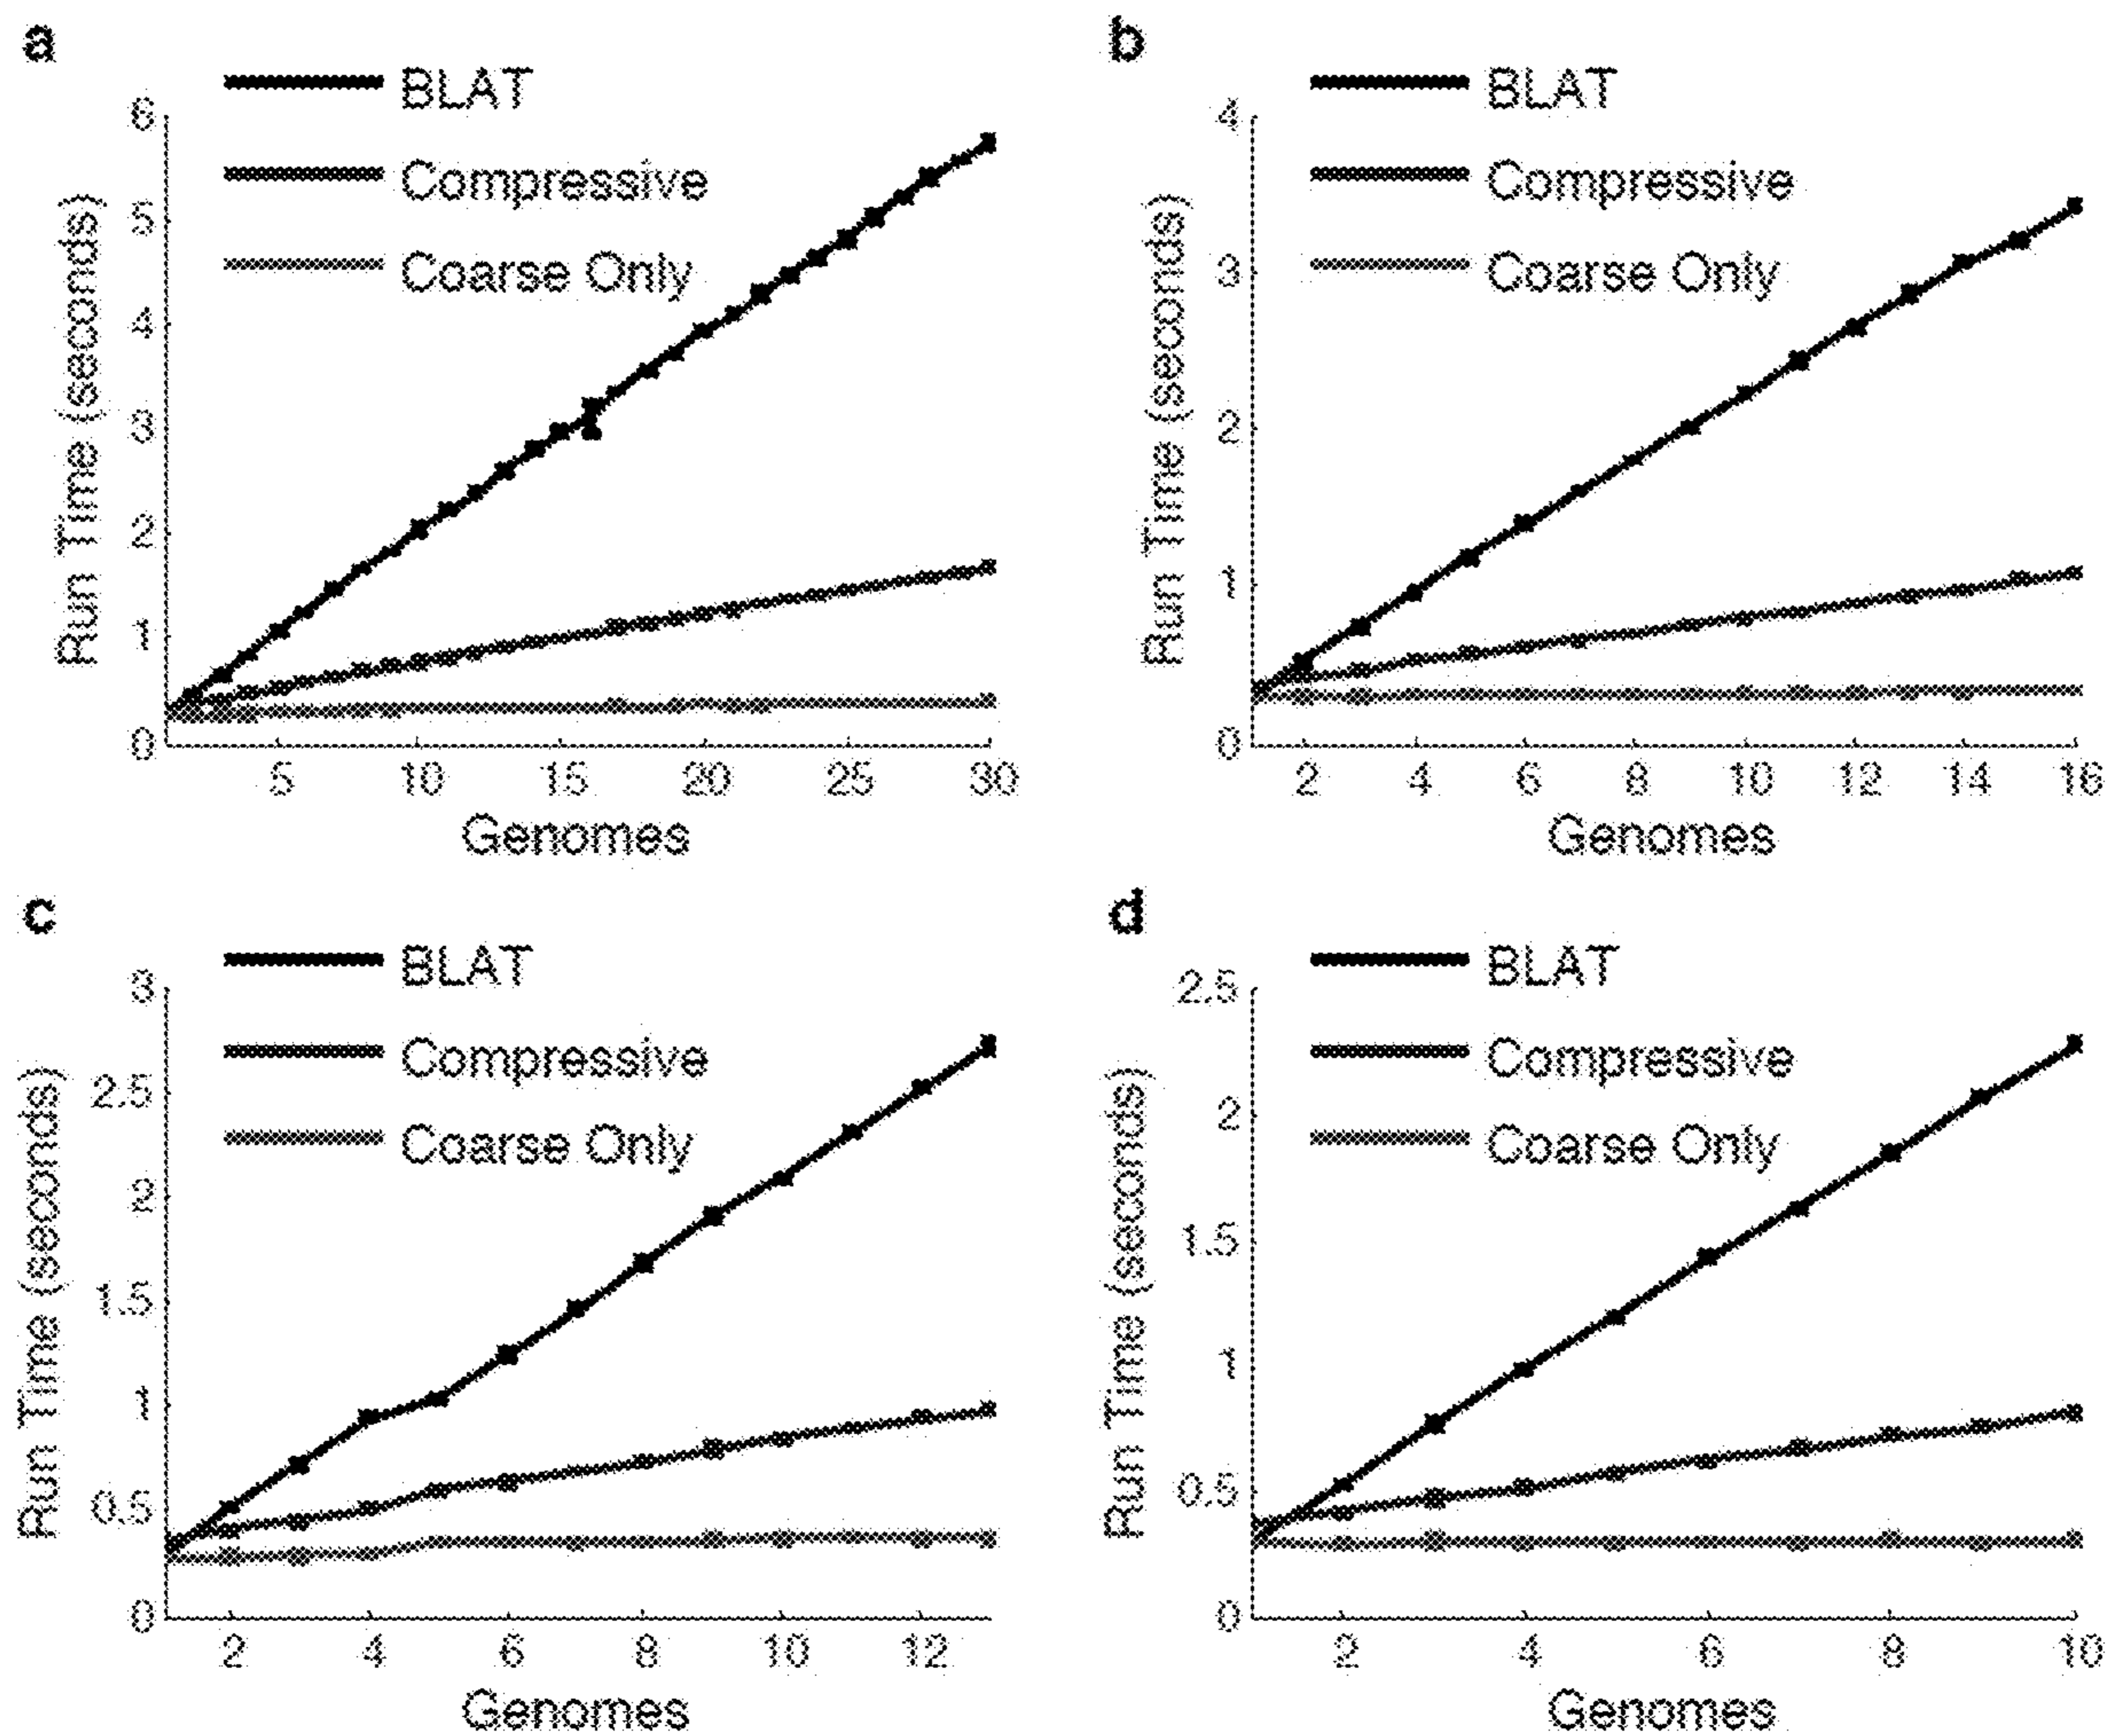 a
BLAT
Compressive
Coarse Only
Run Time (seconds)
6
5
4
3
2
1
0
5 10 15 20 25 30
Genomes
b
BLAT
Compressive
Coarse Only
Run Time (seconds)
4
3
2
1
0
2 4 6 8 10 12 14 16
Genomes
c
BLAT
Compressive
Coarse Only
Run Time (seconds)
3
2.5
2
1.5
1
0.5
0
2 4 6 8 10 12
Genomes
d
BLAT
Compressive
Coarse Only
Run Time (seconds)
2.5
2
1.5
1
0.5
0
2 4 6 8 10
Genomes